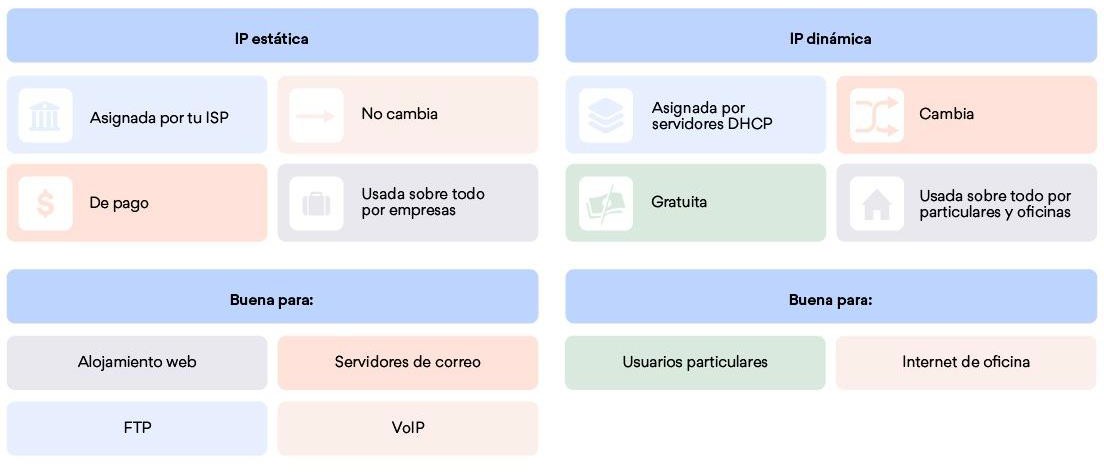 IP estática
Asignada por tu ISP
No cambia
De pago
Usada sobre todo
por empresas
Buena para:
Alojamiento web
Servidores de correo
FTP
VoIP
IP dinámica
Asignada por
servidores DHCP
Cambia
Gratuita
Usada sobre todo por
particulares y oficinas
Buena para:
Usuarios particulares
Internet de oficina